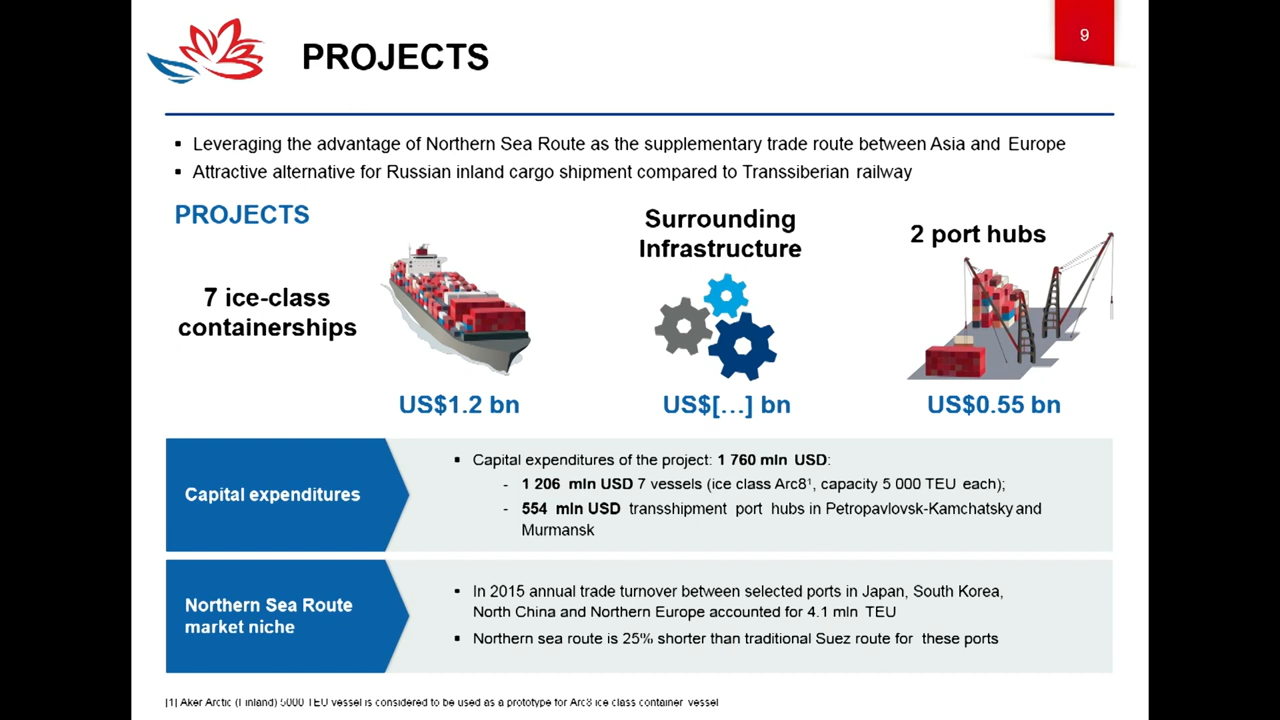 PROJECTS
9
▪ Leveraging the advantage of Northern Sea Route as the supplementary trade route between Asia and Europe
▪ Attractive alternative for Russian inland cargo shipment compared to Transsiberian railway
PROJECTS
7 ice-class
containerships
US$1.2 bn
Surrounding
Infrastructure
US$[…] bn
2 port hubs
US$0.55 bn
Capital expenditures
▪ Capital expenditures of the project: 1 760 mln USD:
- 1 206 mln USD 7 vessels (ice class Arc8¹, capacity 5 000 TEU each);
- 554 mln USD transshipment port hubs in Petropavlovsk-Kamchatsky and
Murmansk
Northern Sea Route
market niche
▪ In 2015 annual trade turnover between selected ports in Japan, South Korea,
North China and Northern Europe accounted for 4.1 mln TEU
▪ Northern sea route is 25% shorter than traditional Suez route for these ports
[1] Aker Arctic (Finland) 5000 TEU vessel is considered to be used as a prototype for Arc8 ice class container vessel